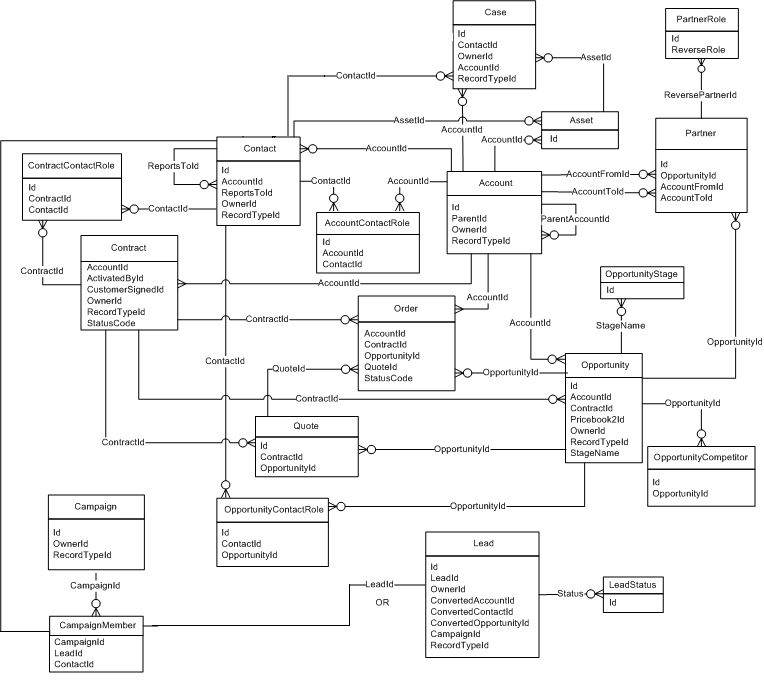 Case
Id
ContactId
OwnerId
AccountId
RecordTypeId
PartnerRole
Id
ReverseRole
AssetId
ContactId
ReversePartnerId
AssetId
Asset
Id
AccountId
AccountId
Partner
Id
OpportunityId
AccountFromId
AccountToId
Contact
Id
AccountId
ReportsToId
OwnerId
RecordTypeId
ReportsToId
AccountId
ContractContactRole
Id
ContractId
ContactId
ContactId
ContactId
AccountId
Account
Id
ParentId
OwnerId
RecordTypeId
AccountFromId
AccountToId
ParentAccountId
AccountContactRole
Id
AccountId
ContactId
Contract
AccountId
ActivatedById
CustomerSignedId
OwnerId
RecordTypeId
StatusCode
ContractId
AccountId
AccountId
OpportunityStage
Id
Order
AccountId
ContractId
OpportunityId
QuoteId
StatusCode
ContractId
AccountId
StageName
OpportunityId
ContactId
QuoteId
OpportunityId
Opportunity
Id
AccountId
ContractId
Pricebook2Id
OwnerId
RecordTypeId
StageName
ContractId
OpportunityId
Quote
Id
ContractId
OpportunityId
ContractId
OpportunityId
OpportunityCompetitor
Id
OpportunityId
Campaign
Id
OwnerId
RecordTypeId
OpportunityContactRole
Id
ContactId
OpportunityId
OpportunityId
Lead
Id
LeadId
OwnerId
ConvertedAccountId
ConvertedContactId
ConvertedOpportunityId
CampaignId
RecordTypeId
CampaignId
LeadId
OR
Status
LeadStatus
Id
CampaignMember
CampaignId
LeadId
ContactId